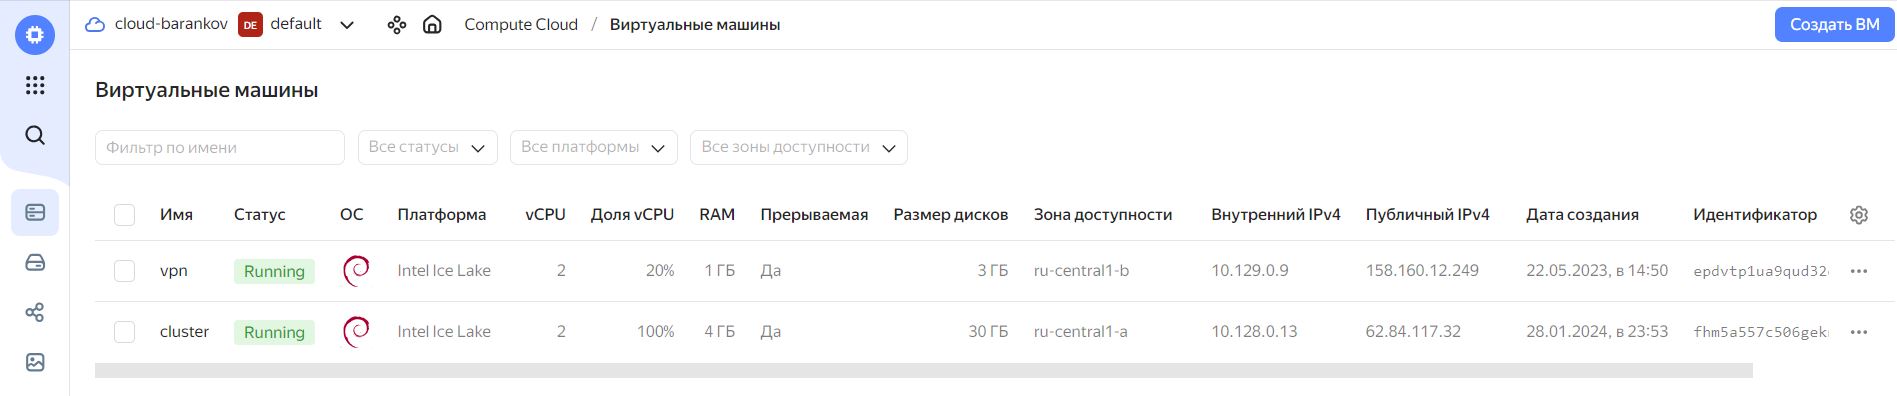 cloud-barankov DE default Compute Cloud / Виртуальные машины Создать ВМ
Виртуальные машины
Фильтр по имени Все статусы Все платформы Все зоны доступности
Имя Статус ОС Платформа vCPU Доля vCPU RAM Прерываемая Размер дисков Зона доступности Внутренний IPv4 Публичный IPv4 Дата создания Идентификатор
vpn Running Intel Ice Lake 2 20% 1 ГБ Да 3 ГБ ru-central1-b 10.129.0.9 158.160.12.249 22.05.2023, в 14:50 epdvtp1ua9qud32
cluster Running Intel Ice Lake 2 100% 4 ГБ Да 30 ГБ ru-central1-a 10.128.0.13 62.84.117.32 28.01.2024, в 23:53 fhm5a557c506gek